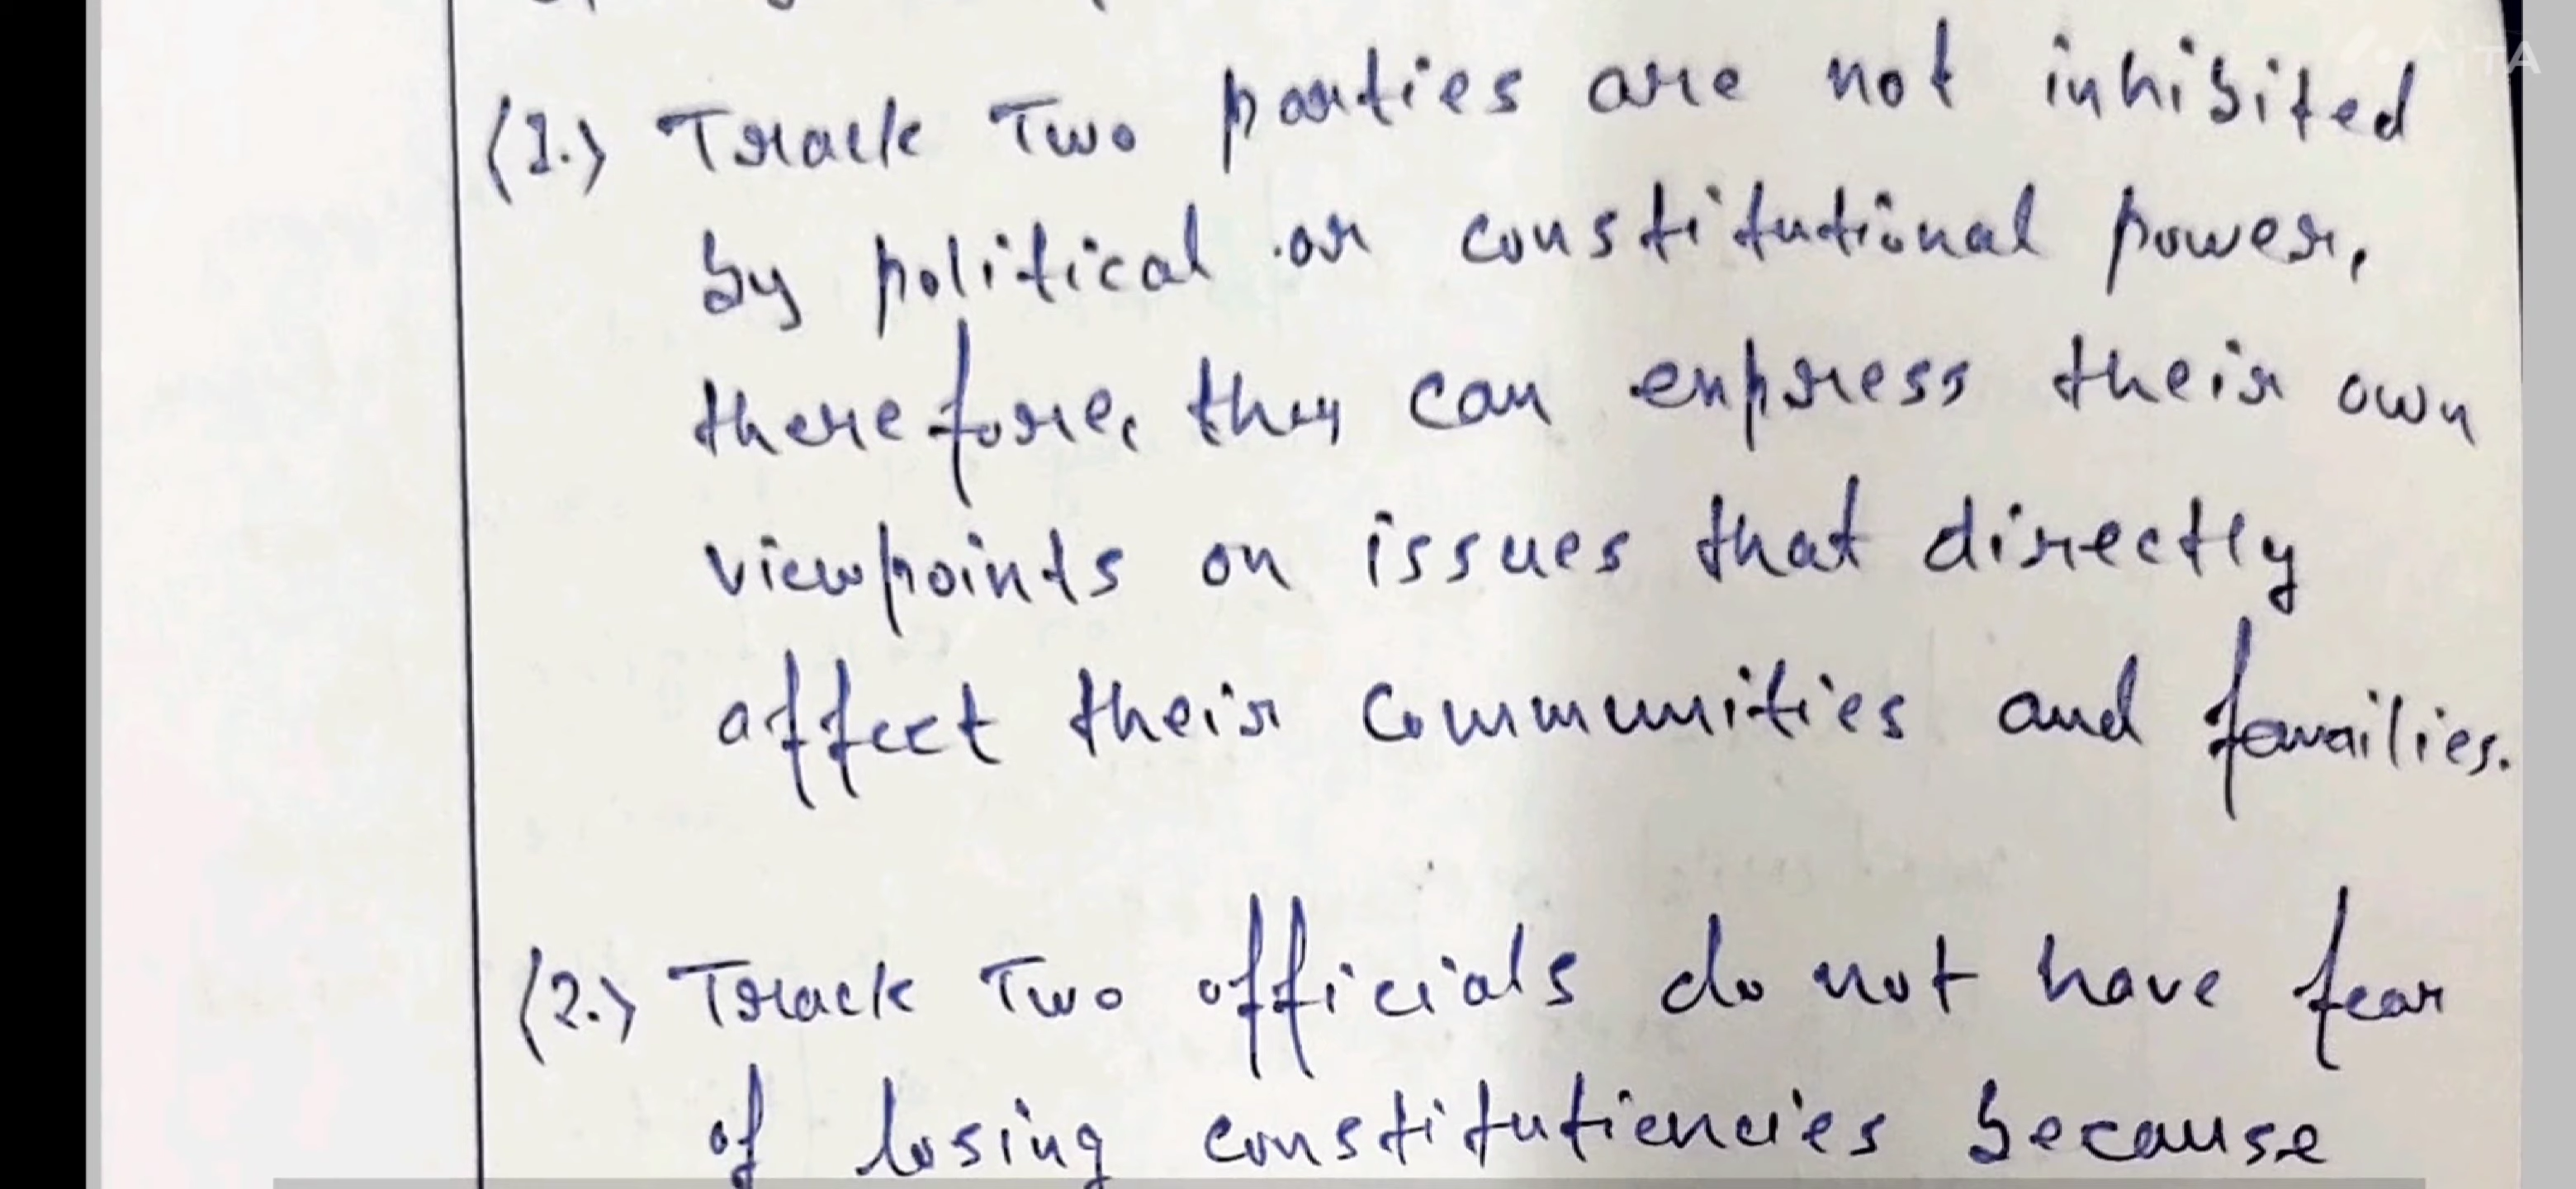 (1.) Track Two parties are not inhibited
by political or constitutional power,
therefore, they can express their own
viewpoints on issues that directly
affect their communities and families.
(2.) Track Two officials do not have fear
of losing constitutiencies because